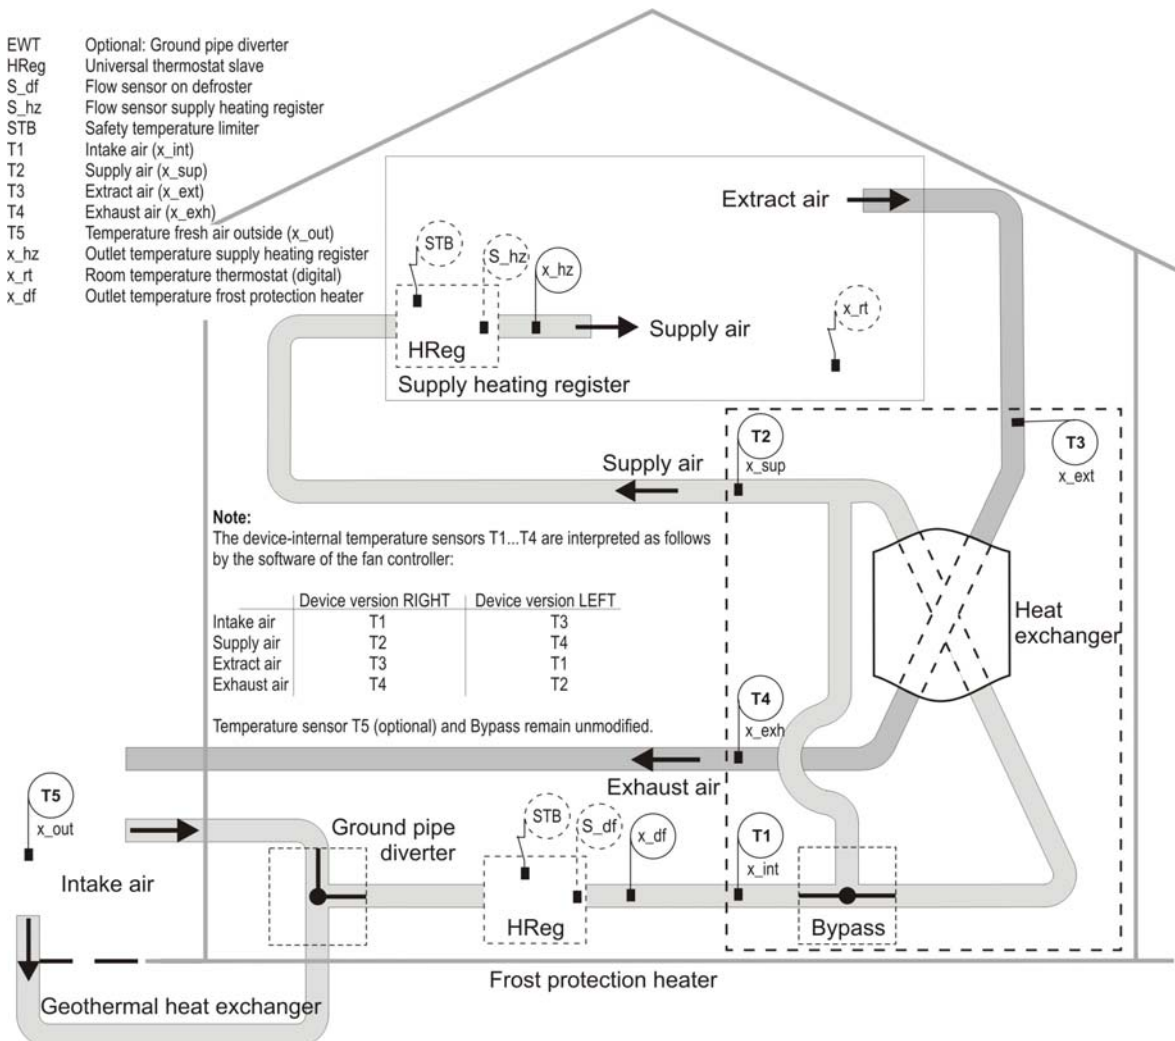 EWT Optional: Ground pipe diverter
HReg Universal thermostat slave
S_df Flow sensor on defroster
S_hz Flow sensor supply heating register
STB Safety temperature limiter
T1 Intake air (x_int)
T2 Supply air (x_sup)
T3 Extract air (x_ext)
T4 Exhaust air (x_exh)
T5 Temperature fresh air outside (x_out)
x_hz Outlet temperature supply heating register
x_rt Room temperature thermostat (digital)
x_df Outlet temperature frost protection heater
Extract air
STB
S_hz
x_hz
x_rt
Supply air
HReg
Supply heating register
T2
x_sup
T3
x_ext
Supply air
Note:
The device-internal temperature sensors T1...T4 are interpreted as follows
by the software of the fan controller:
Device version RIGHT Device version LEFT
Intake air T1 T3
Supply air T2 T4
Extract air T3 T1
Exhaust air T4 T2
Temperature sensor T5 (optional) and Bypass remain unmodified.
Heat
exchanger
T4
x_exh
Exhaust air
T5
x_out
Intake air
Ground pipe
diverter
STB
S_df
x_df
T1
x_int
HReg
Bypass
Frost protection heater
Geothermal heat exchanger